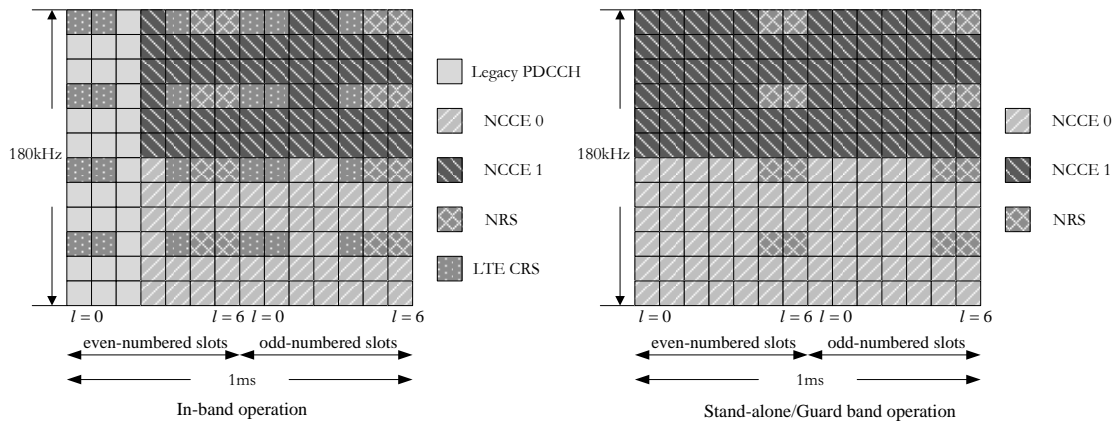 180kHz
Legacy PDCCH
NCCE 0
NCCE 1
NRS
LTE CRS
l = 0
l = 6 l = 0
l = 6
even-numbered slots
odd-numbered slots
1ms
In-band operation
180kHz
NCCE 0
NCCE 1
NRS
l = 0
l = 6 l = 0
l = 6
even-numbered slots
odd-numbered slots
1ms
Stand-alone/Guard band operation